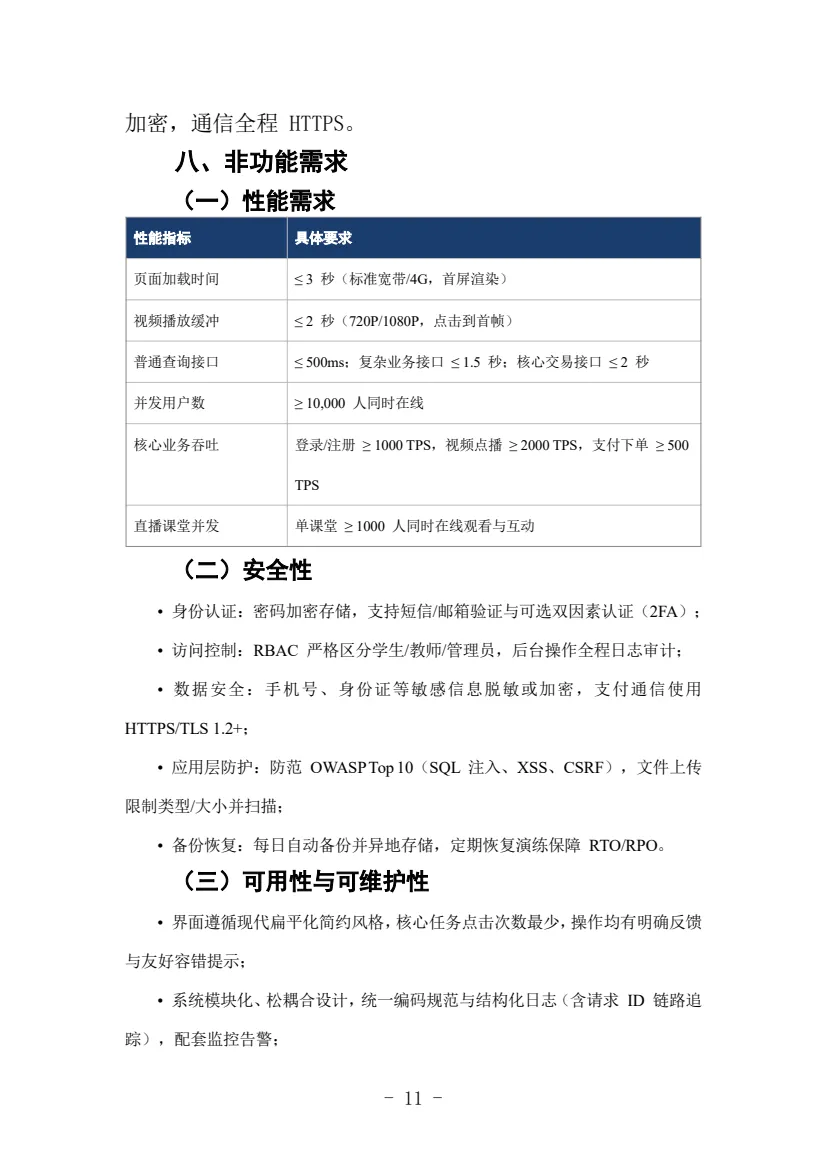 加密，通信全程 HTTPS。
八、非功能需求
（一）性能需求
性能指标 具体要求
页面加载时间 ≤ 3 秒（标准宽带/4G，首屏渲染）
视频播放缓冲 ≤ 2 秒（720P/1080P，点击到首帧）
普通查询接口 ≤ 500ms；复杂业务接口 ≤ 1.5 秒；核心交易接口 ≤ 2 秒
并发用户数 ≥ 10,000 人同时在线
核心业务吞吐 登录/注册 ≥ 1000 TPS，视频点播 ≥ 2000 TPS，支付下单 ≥ 500
TPS
直播课堂并发 单课堂 ≥ 1000 人同时在线观看与互动
（二）安全性
• 身份认证：密码加密存储，支持短信/邮箱验证与可选双因素认证（2FA）；
• 访问控制：RBAC 严格区分学生/教师/管理员，后台操作全程日志审计；
• 数据安全：手机号、身份证等敏感信息脱敏或加密，支付通信使用
HTTPS/TLS 1.2+；
• 应用层防护：防范 OWASP Top 10（SQL 注入、XSS、CSRF），文件上传
限制类型/大小并扫描；
• 备份恢复：每日自动备份并异地存储，定期恢复演练保障 RTO/RPO。
（三）可用性与可维护性
• 界面遵循现代扁平化简约风格，核心任务点击次数最少，操作均有明确反馈
与友好容错提示；
• 系统模块化、松耦合设计，统一编码规范与结构化日志（含请求 ID 链路追
踪），配套监控告警；
- 11 -